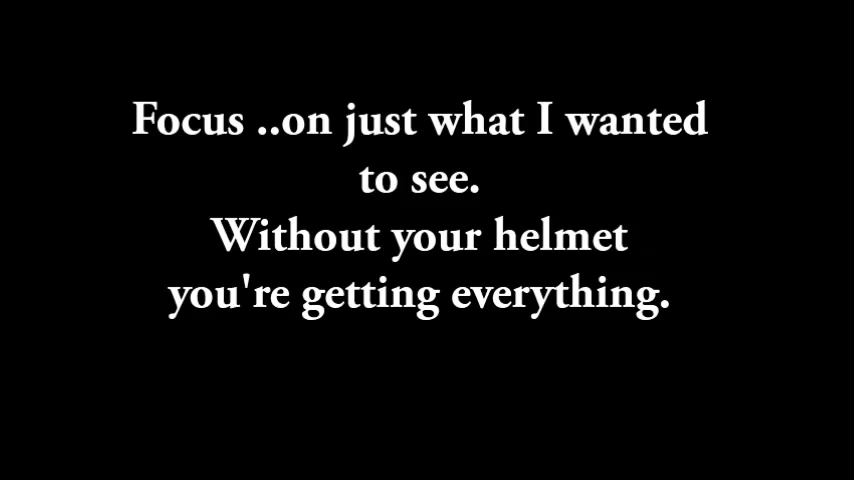 Focus ..on just what I wanted
to see.
Without your helmet
you're getting everything.